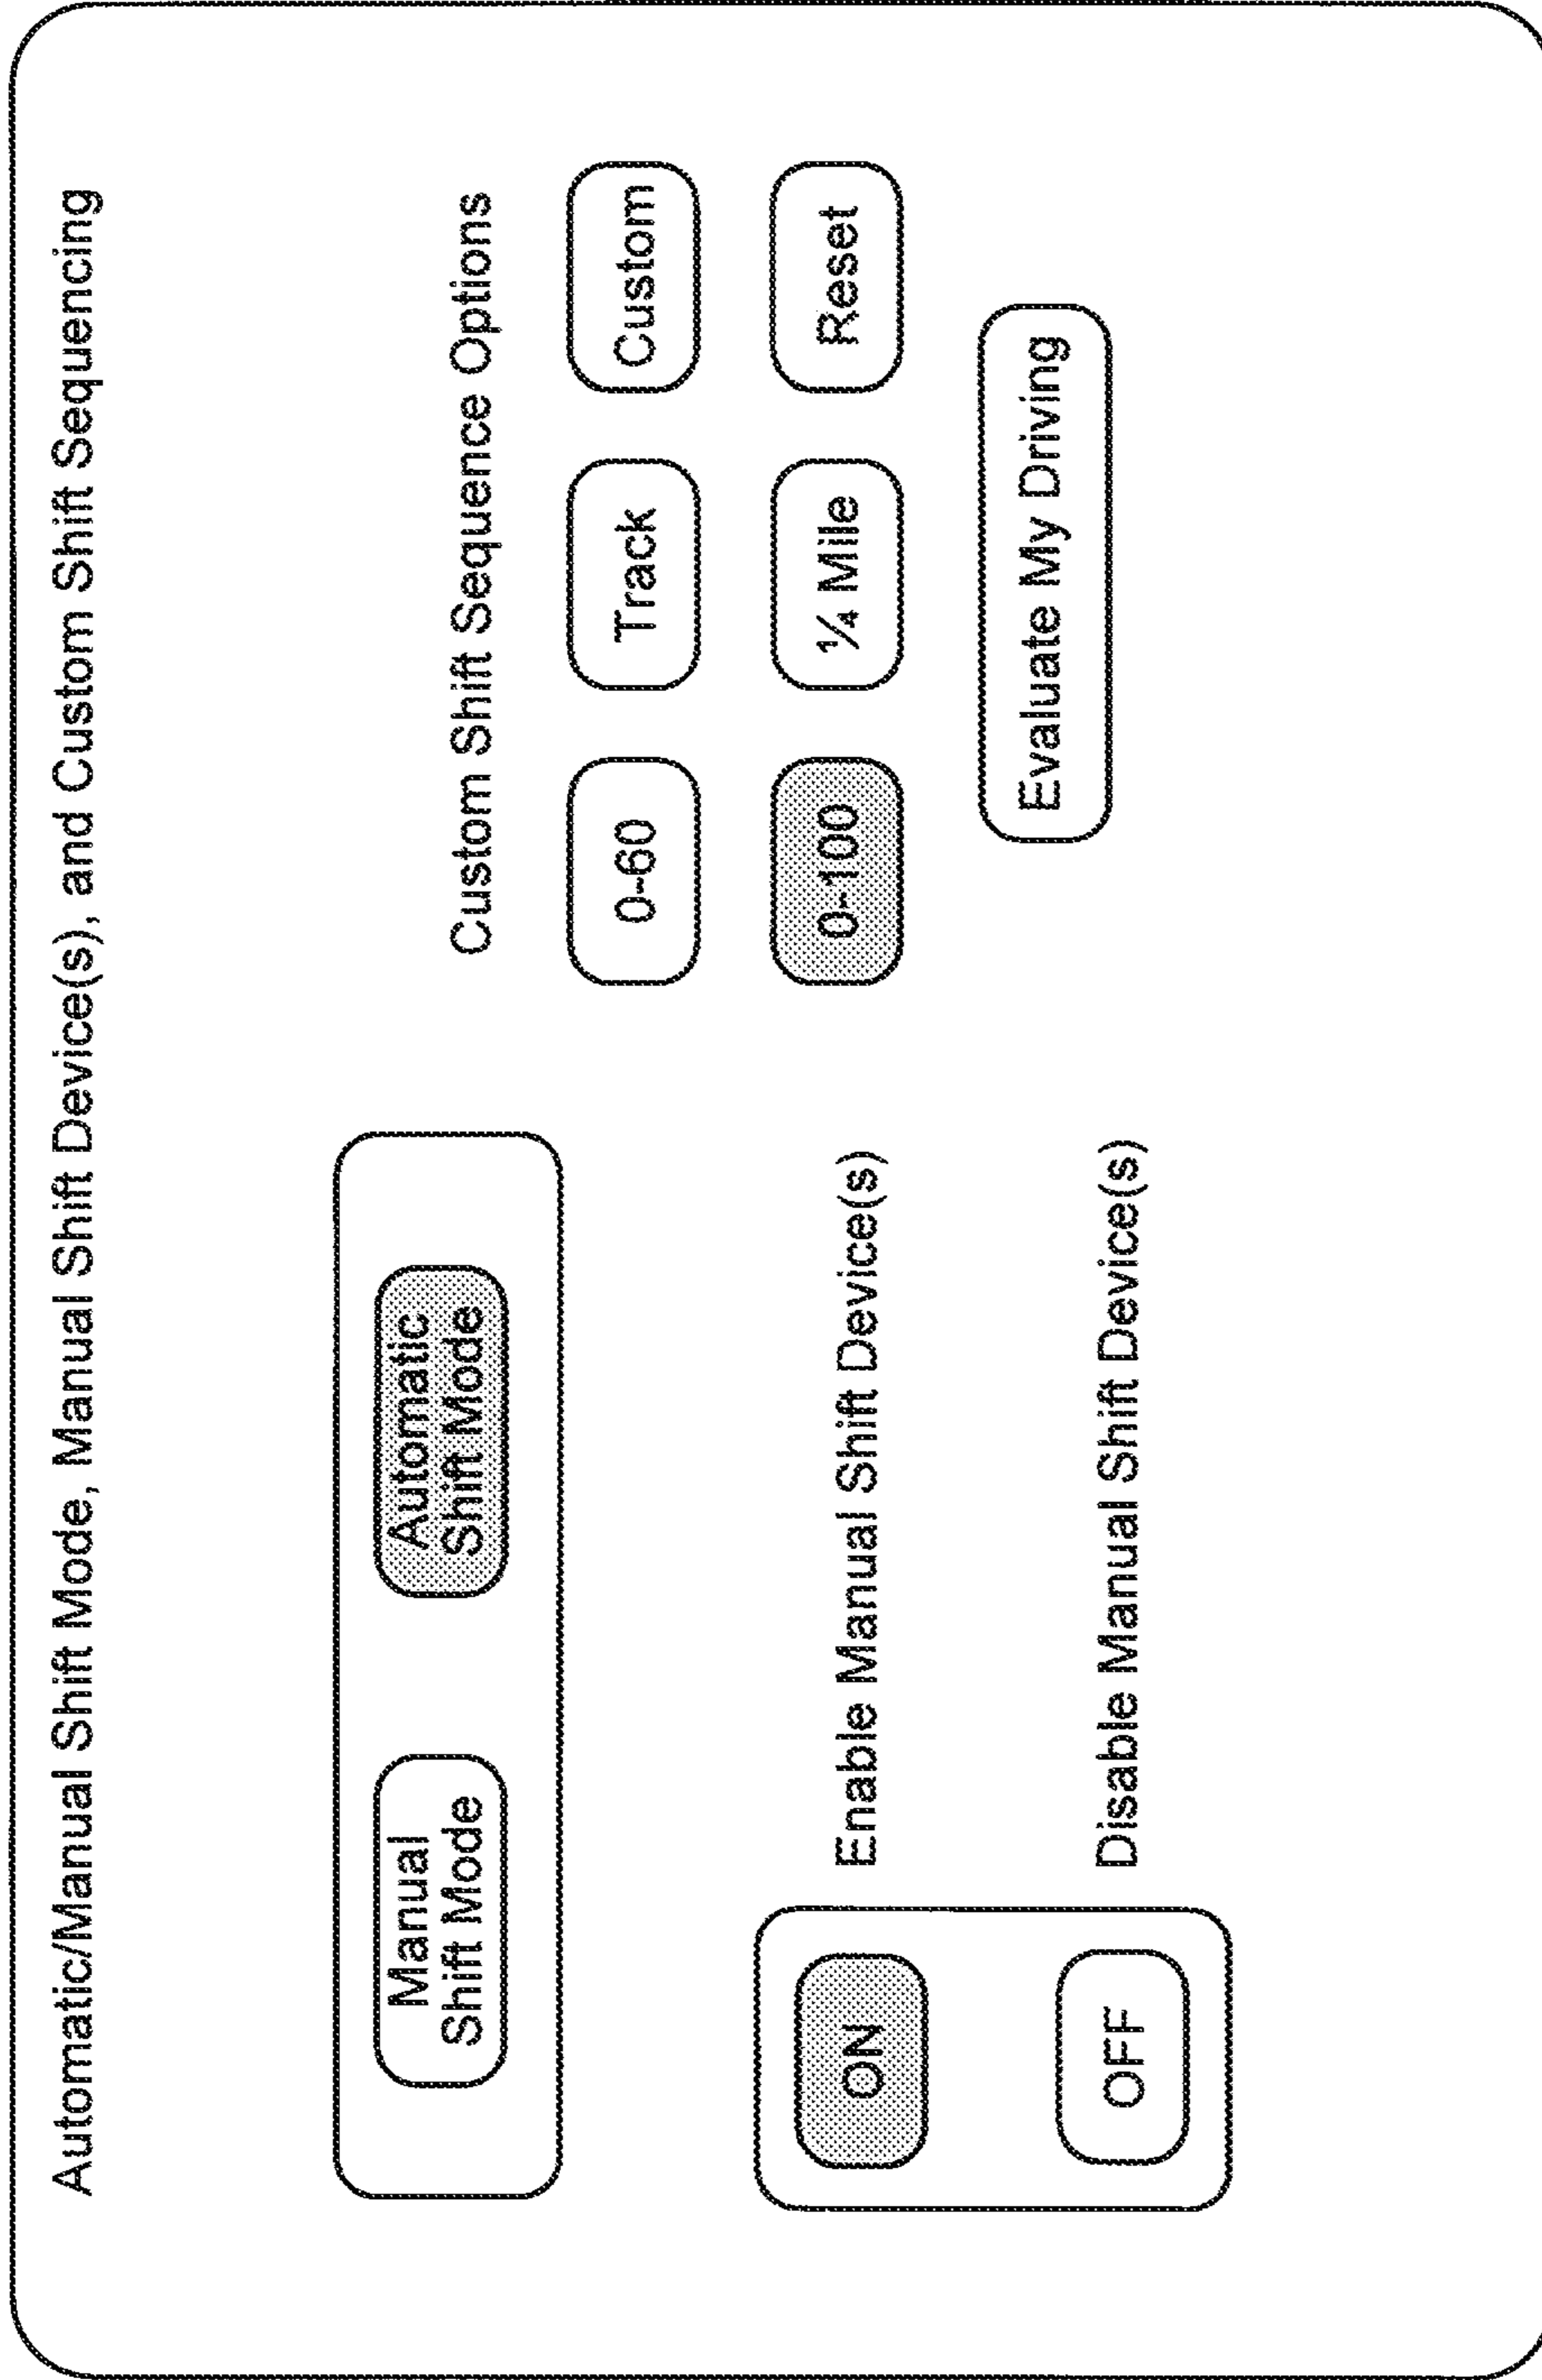 Automatic/Manual Shift Mode, Manual Shift Device(s), and Custom Shift Sequencing
Manual
Shift Mode
Automatic
Shift Mode
ON
Enable Manual Shift Device(s)
OFF
Disable Manual Shift Device(s)
Custom Shift Sequence Options
0-60
Track
Custom
0-100
¼ Mile
Reset
Evaluate My Driving